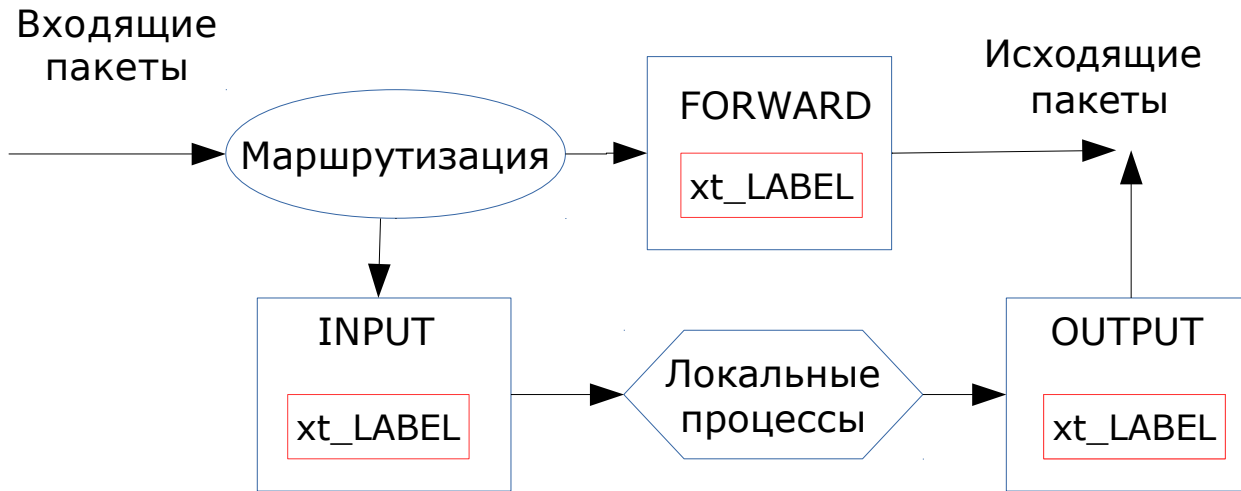 Входящие
пакеты
Исходящие
пакеты
FORWARD
Маршрутизация
xt_LABEL
INPUT
OUTPUT
Локальные
процессы
xt_LABEL
xt_LABEL